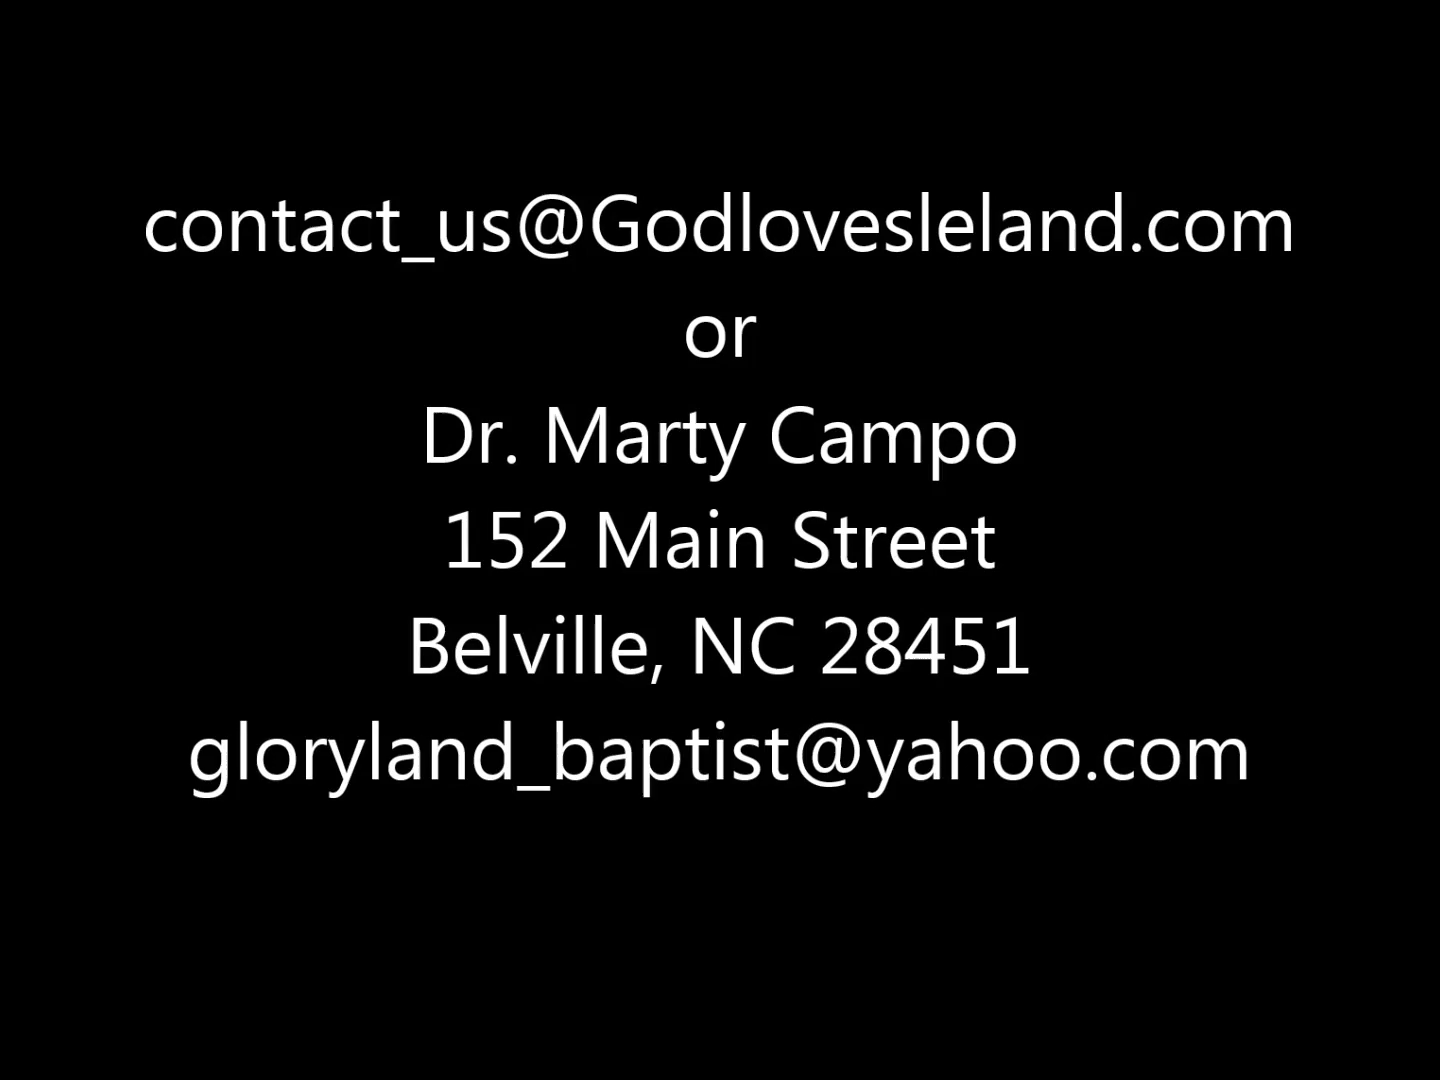 contact_us@Godlovesleland.com
or
Dr. Marty Campo
152 Main Street
Belville, NC 28451
gloryland_baptist@yahoo.com